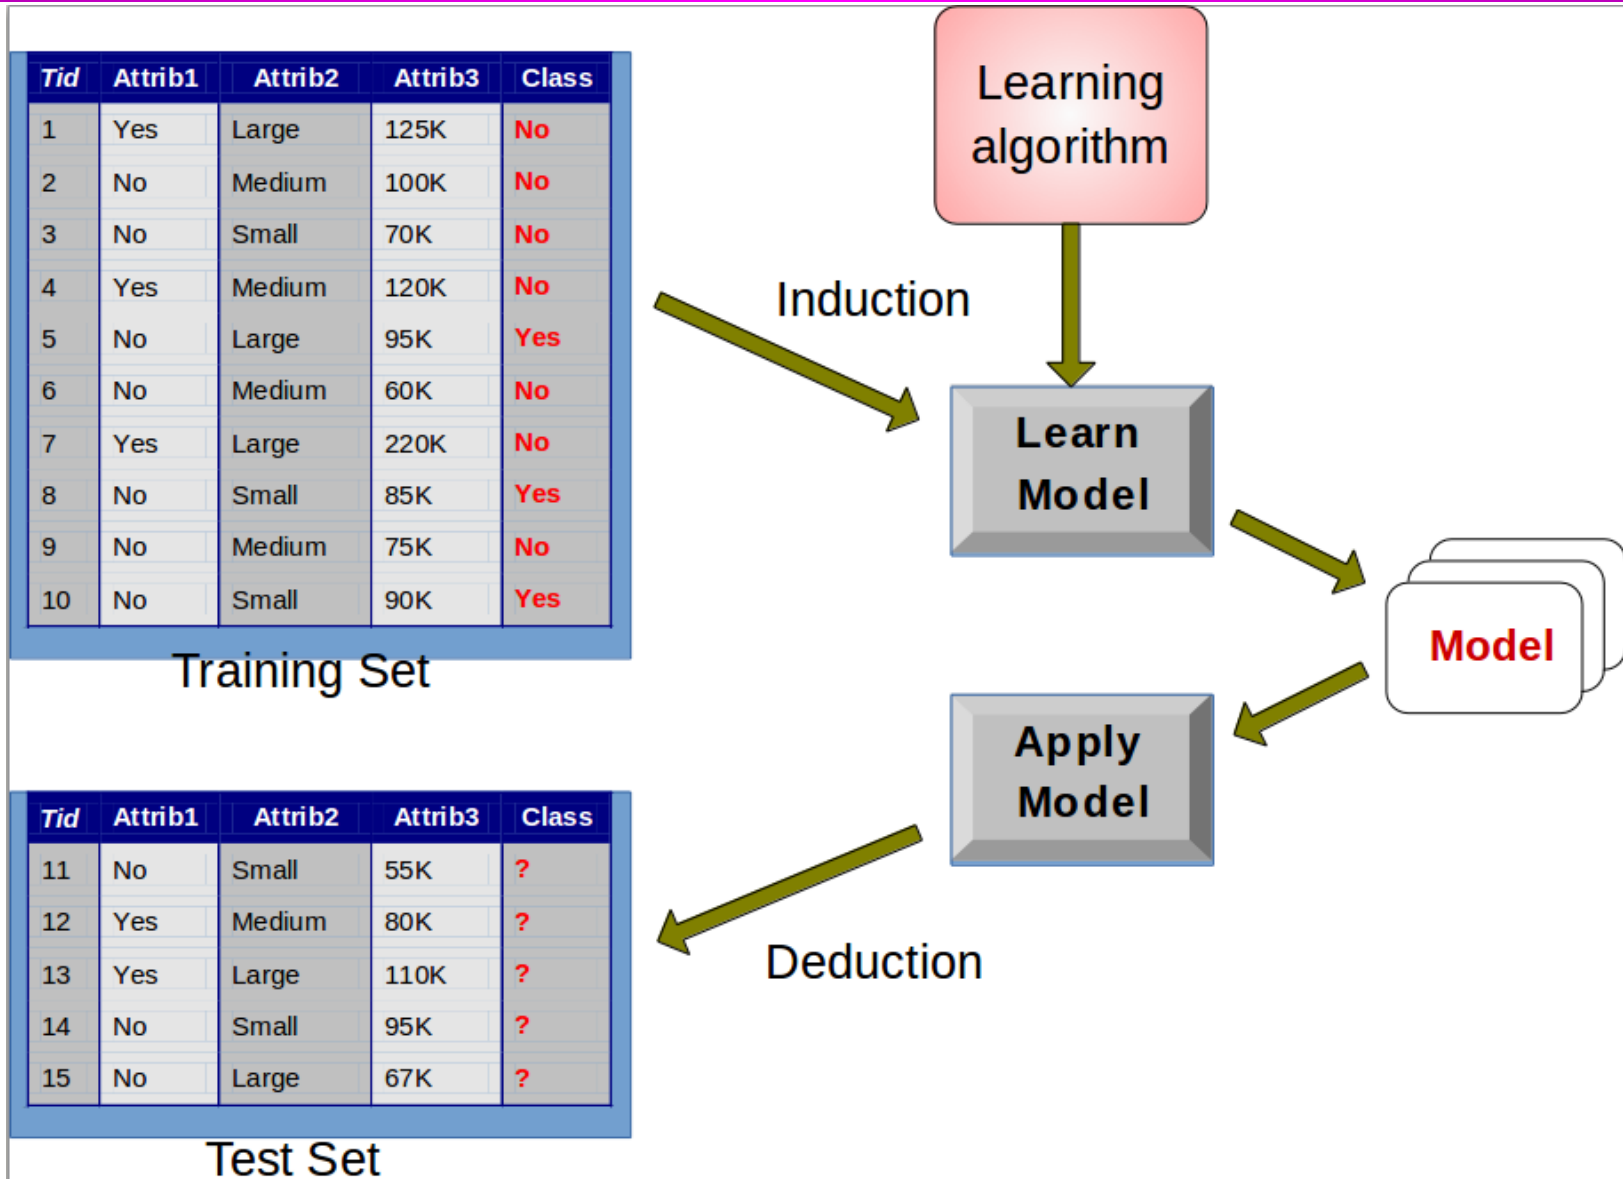 Tid Attrib1 Attrib2 Attrib3 Class
1 Yes Large 125K No
2 No Medium 100K No
3 No Small 70K No
4 Yes Medium 120K No
5 No Large 95K Yes
6 No Medium 60K No
7 Yes Large 220K No
8 No Small 85K Yes
9 No Medium 75K No
10 No Small 90K Yes
Training Set
Learning
algorithm
Induction
Learn
Model
Model
Apply
Model
Deduction
Tid Attrib1 Attrib2 Attrib3 Class
11 No Small 55K ?
12 Yes Medium 80K ?
13 Yes Large 110K ?
14 No Small 95K ?
15 No Large 67K ?
Test Set